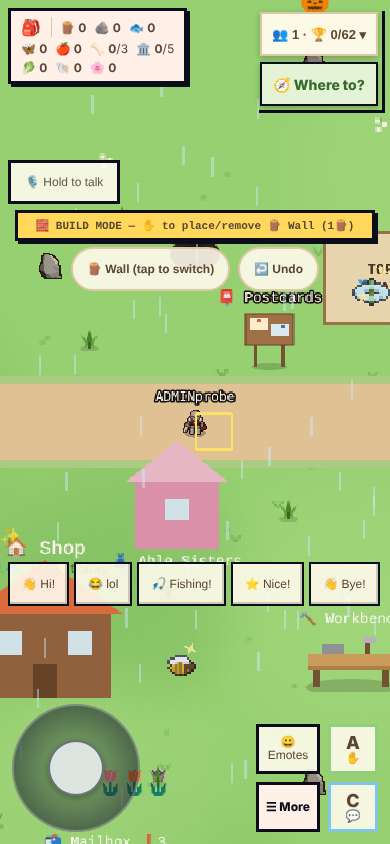 0 0 0
0 0 0/3 0/5
0 0 0
1 · 0/62 ▾
Where to?
Hold to talk
BUILD MODE — to place/remove Wall (1)
Wall (tap to switch)
Undo
Postcards
ADMINprobe
Shop
Able Sisters
Hi!
lol
Fishing!
Nice!
Bye!
Workbenc
Emotes
A
☰ More
C
Mailbox 3